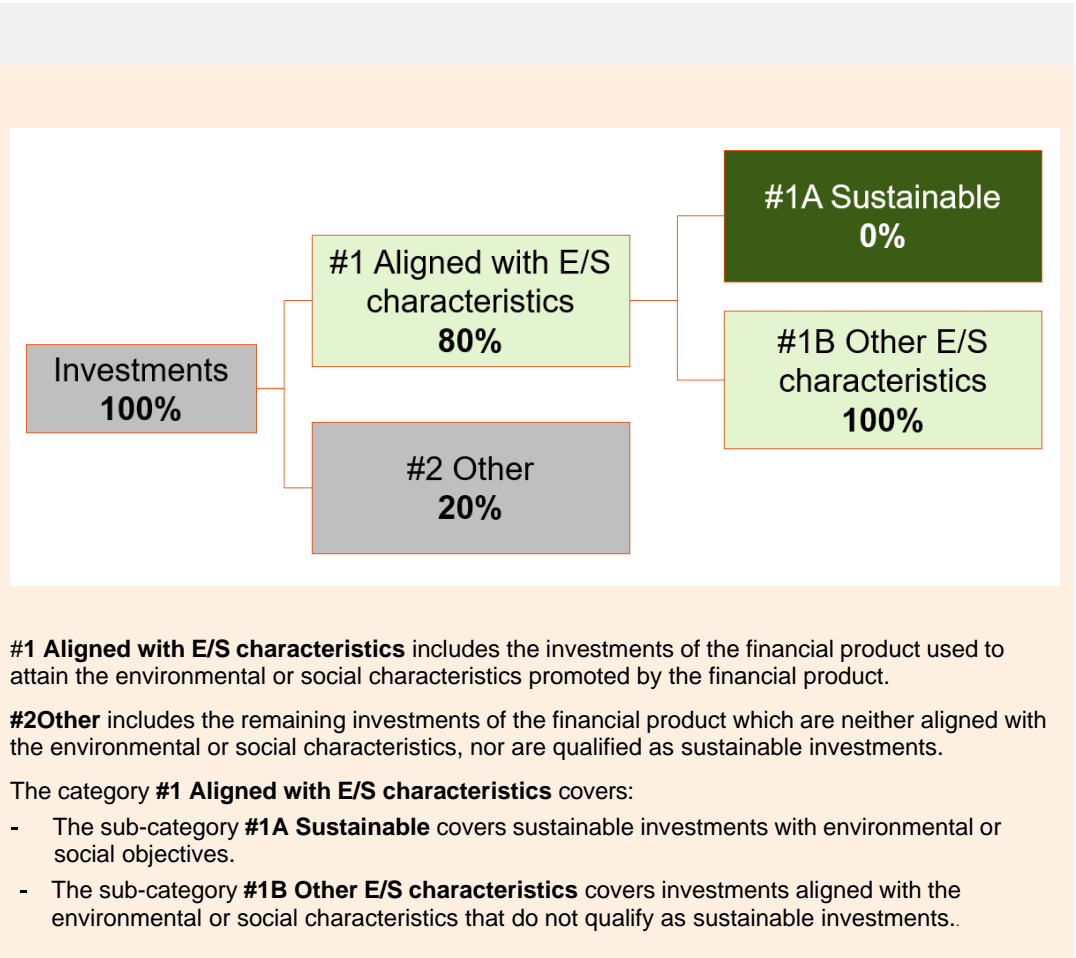 #1A Sustainable
0%
#1 Aligned with E/S
characteristics
80%
#1B Other E/S
characteristics
100%
Investments
100%
#2 Other
20%
#1 Aligned with E/S characteristics includes the investments of the financial product used to
attain the environmental or social characteristics promoted by the financial product.
#2Other includes the remaining investments of the financial product which are neither aligned with
the environmental or social characteristics, nor are qualified as sustainable investments.
The category #1 Aligned with E/S characteristics covers:
- The sub-category #1A Sustainable covers sustainable investments with environmental or
social objectives.
- The sub-category #1B Other E/S characteristics covers investments aligned with the
environmental or social characteristics that do not qualify as sustainable investments..